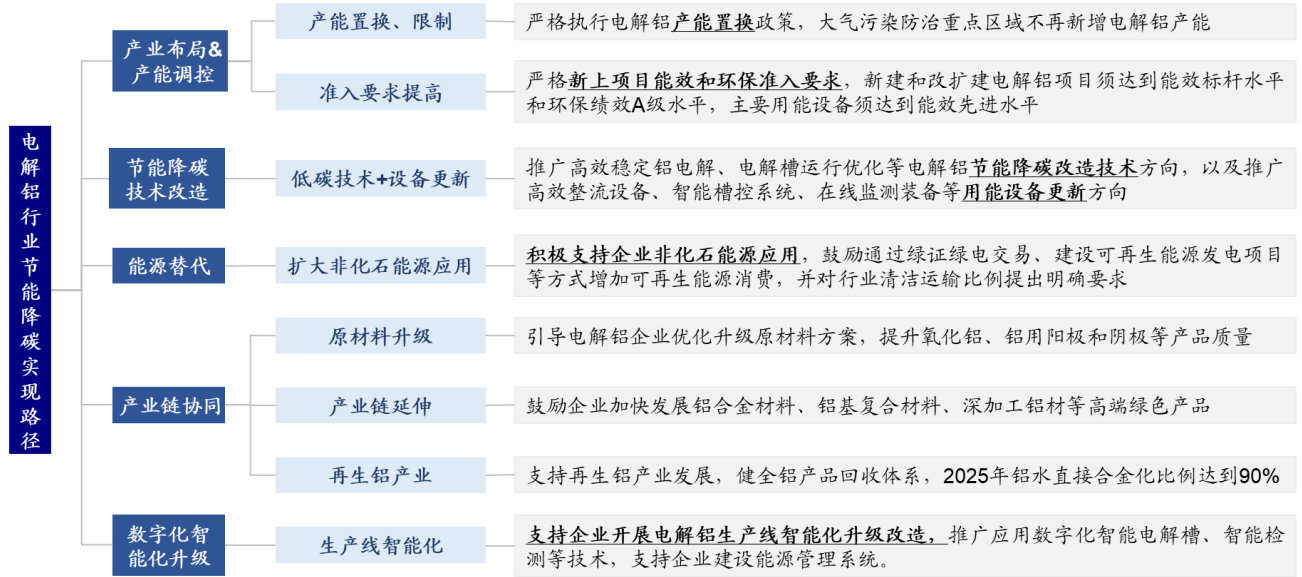 电解铝行业节能降碳实现路径
产业布局&
产能调控
产能置换、限制
严格执行电解铝产能置换政策，大气污染防治重点区域不再新增电解铝产能
准入要求提高
严格新上项目能效和环保准入要求，新建和改扩建电解铝项目须达到能效标杆水平
和环保绩效A级水平，主要用能设备须达到能效先进水平
节能降碳
技术改造
低碳技术+设备更新
推广高效稳定铝电解、电解槽运行优化等电解铝节能降碳改造技术方向，以及推广
高效整流设备、智能槽控系统、在线监测装备等用能设备更新方向
能源替代
扩大非化石能源应用
积极支持企业非化石能源应用，鼓励通过绿证绿电交易、建设可再生能源发电项目
等方式增加可再生能源消费，并对行业清洁运输比例提出明确要求
产业链协同
原材料升级
引导电解铝企业优化升级原材料方案，提升氧化铝、铝用阳极和阴极等产品质量
产业链延伸
鼓励企业加快发展铝合金材料、铝基复合材料、深加工铝材等高端绿色产品
再生铝产业
支持再生铝产业发展，健全铝产品回收体系，2025年铝水直接合金化比例达到90%
数字化智
能化升级
生产线智能化
支持企业开展电解铝生产线智能化升级改造，推广应用数字化智能电解槽、智能检
测等技术，支持企业建设能源管理系统。